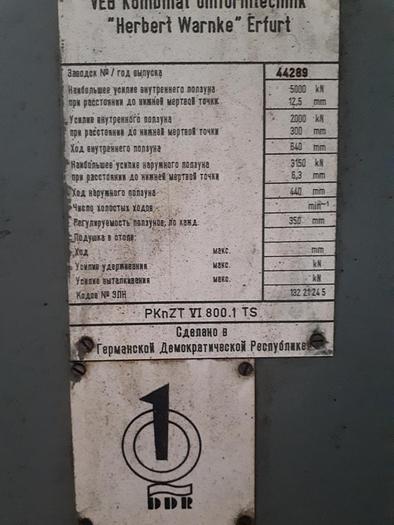 VEB Kombinat Umformtechnik
"Herbert Warnke" Erfurt
Заводск № / год выпуска 44289
Наибольшее усилие внутреннего ползуна 5000 kN
при расстоянии до нижней мертвой точки 12,5 mm
Усилие внутреннего ползуна 2000 kN
при расстоянии до нижней мертвой точки 300 mm
Ход внутреннего ползуна 640 mm
Наибольшее усилие наружного ползуна 3150 kN
при расстоянии до нижней мертвой точки 6,3 mm
Ход наружного ползуна 440 mm
Число холостых ходов min⁻¹
Регулируемость ползунов, по кажд. 350 mm
Подушка в столе:
Ход макс. mm
Усилие удерживания макс. kN
Усилие выталкивания макс. kN
Кодов № ЭПН 132 21 24 5
PKnZT VI 800.1 TS
Сделано в
Германской Демократической Республике
1
DDR